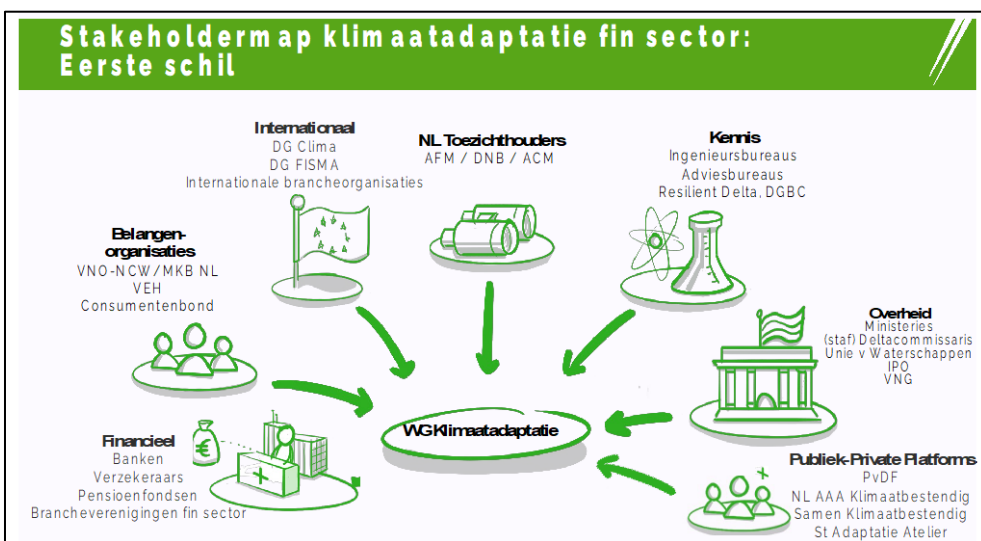 Stakeholdermap klimaatadaptatie fin sector:
Eerste schil
Internationaal
DG Clima
DG FISMA
Internationale brancheorganisaties
NL Toezichthouders
AFM / DNB / ACM
Kennis
Ingenieursbureaus
Adviesbureaus
Resilient Delta, DGBC
Belangen-
organisaties
VNO-NCW/MKB NL
VEH
Consumentenbond
Overheid
Ministeries
(staf) Deltacommissaris
Unie v Waterschappen
IPO
VNG
WG Klimaatadaptatie
Financieel
Banken
Verzekeraars
Pensioenfondsen
Brancheverenigingen fin sector
€
Publiek-Private Platforms
PvDF
NL AAA Klimaatbestendig
Samen Klimaatbestendig
St Adaptatie Atelier